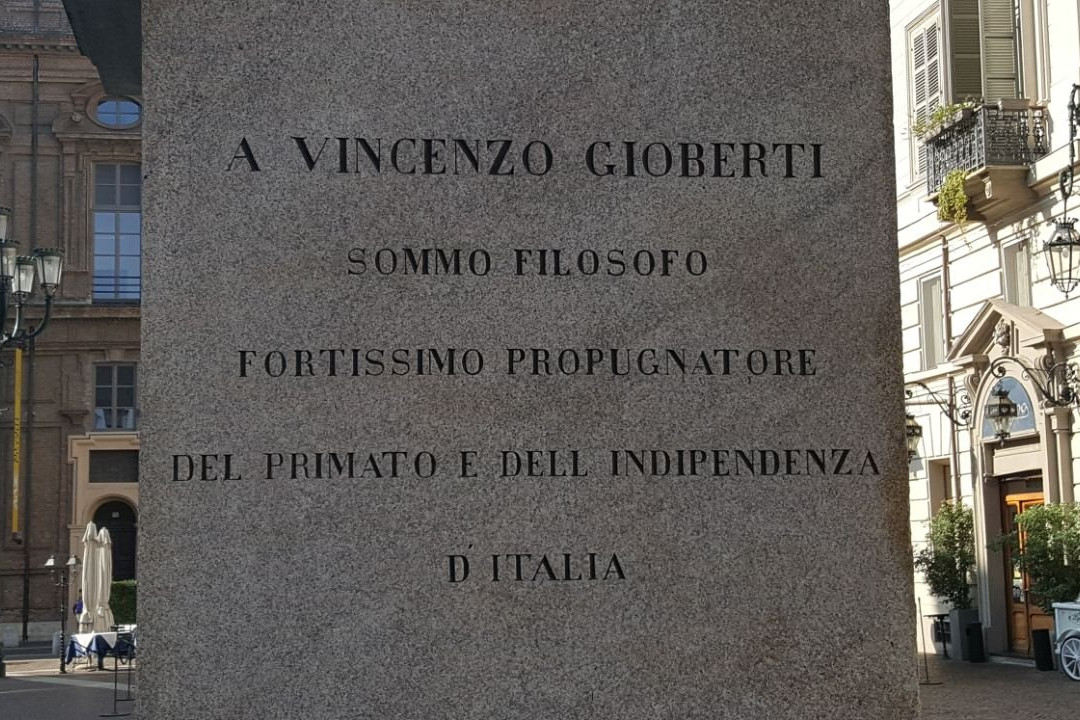 A VINCENZO GIOBERTI
SOMMO FILOSOFO
FORTISSIMO PROPUGNATORE
DEL PRIMATO E DELL INDIPENDENZA
D'ITALIA